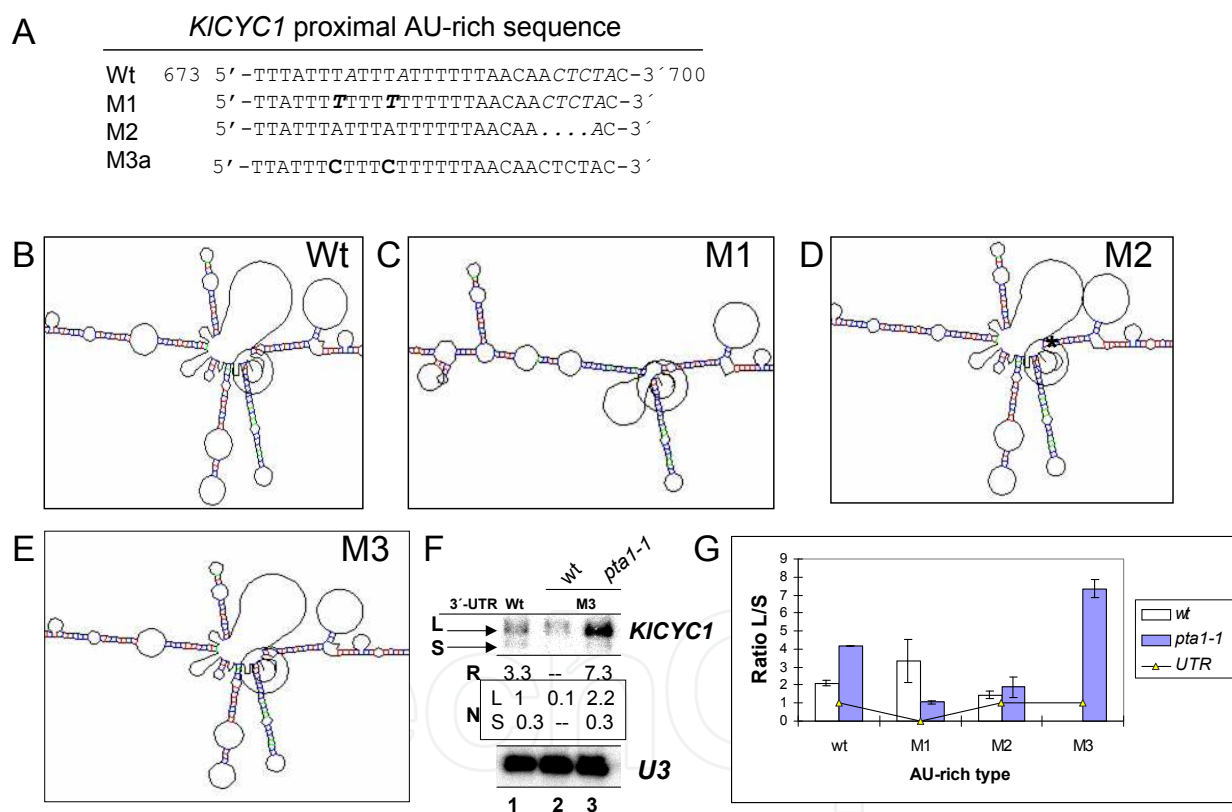 A
KlCYC1 proximal AU-rich sequence
Wt 673 5’-TTTATTTATTTATTTTTTAACAACTCTAC-3´700
M1 5’-TTATTTTTTTTTTTTTTAACAACTCTAC-3´
M2 5’-TTTATTTATTTATTTTTTAACAA....AC-3´
M3a 5’-TTATTTCTTTCTTTTTTAACAACTCTAC-3´
B Wt
C M1
D M2
*
E M3
F
wt pta1-1
3´-UTR Wt M3
L
S
KlCYC1
R 3.3 -- 7.3
N
L 1 0.1 2.2
S 0.3 -- 0.3
U3
1 2 3
G
Ratio L/S
9
8
7
6
5
4
3
2
1
0
wt M1 M2 M3
AU-rich type
wt
pta1-1
UTR